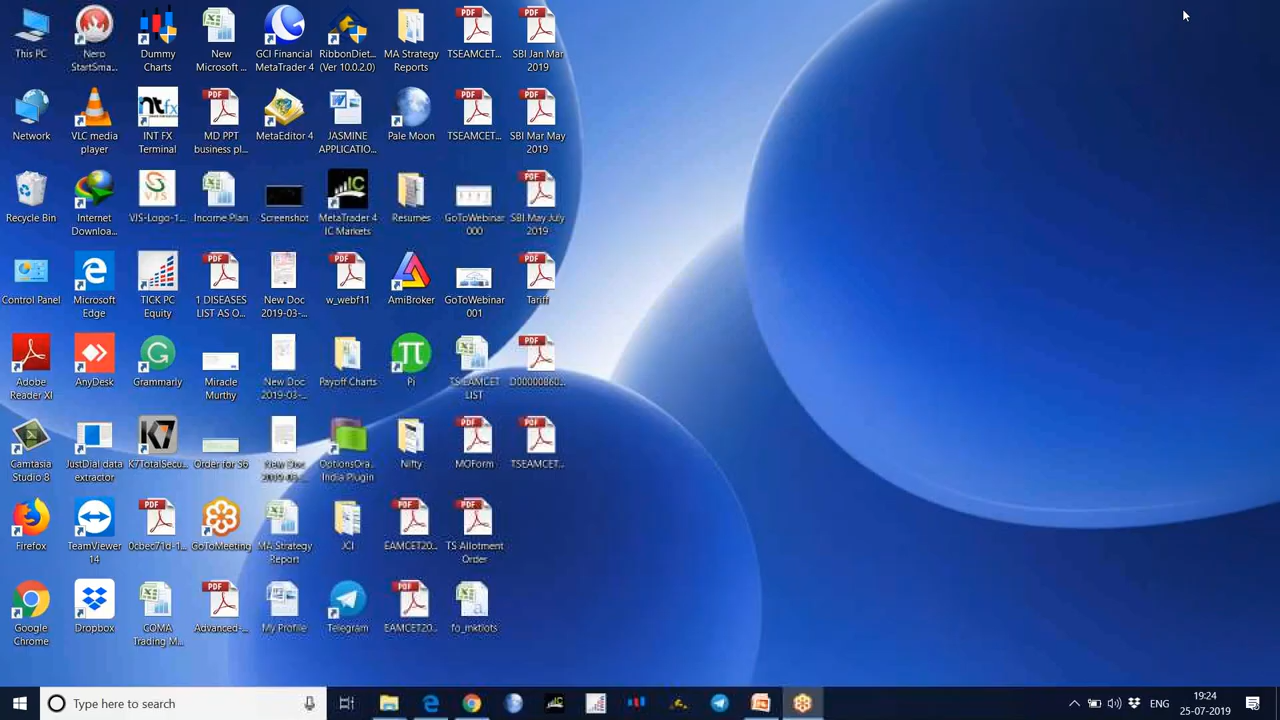 This PC
Nero
StartSma...
Dummy
Charts
New
Microsoft ...
GCI Financial
MetaTrader 4
RibbonDiet...
(Ver 10.0.2.0)
MA Strategy
Reports
TSEAMCET...
SBI Jan Mar
2019
Network
VLC media
player
INT FX
Terminal
MD PPT
business pl...
MetaEditor 4
JASMINE
APPLICATIO...
Pale Moon
TSEAMCET...
SBI Mar May
2019
Recycle Bin
Internet
Downloa...
VJS-Logo-1...
Income Plan
Screenshot
MetaTrader 4
IC Markets
Resumes
GoToWebinar
000
SBI May July
2019
Control Panel
Microsoft
Edge
TICK PC
Equity
1.DISEASES
LIST AS O...
New Doc
2019-03-...
w_webf11
AmiBroker
GoToWebinar
001
Tariff
Adobe
Reader XI
AnyDesk
Grammarly
Miracle
Murthy
New Doc
2019-03-...
Payoff Charts
Pi
TS EAMCET
LIST
D00000860...
Camtasia
Studio 8
JustDial data
extractor
K7TotalSecu...
Order for S6
New Doc
2019-03-...
OptionsOra...
India Plugin
Nifty
MOForm
TSEAMCET...
Firefox
TeamViewer
14
0cbec71d-1...
GoToMeeting
MA Strategy
Report
JCI
EAMCET20...
TS Allotment
Order
Google
Chrome
Dropbox
COMA
Trading M...
Advanced-...
My Profile
Telegram
EAMCET20...
fo_mktlots
Type here to search
ENG
19:24
25-07-2019